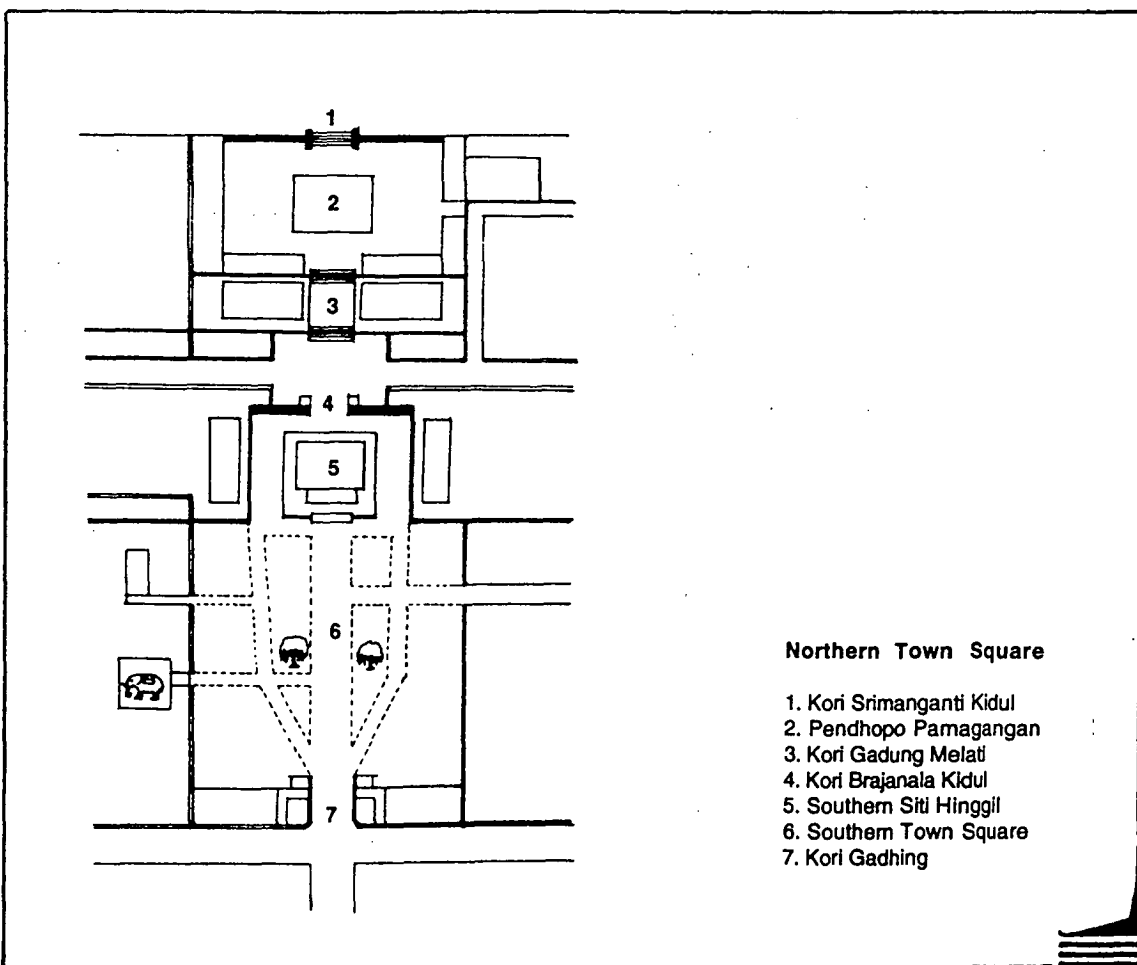 1
2
3
4
5
6
7
Northern Town Square
1. Kori Srimanganti Kidul
2. Pendhopo Pamagangan
3. Kori Gadung Melati
4. Kori Brajanala Kidul
5. Southern Siti Hinggil
6. Southern Town Square
7. Kori Gadhing